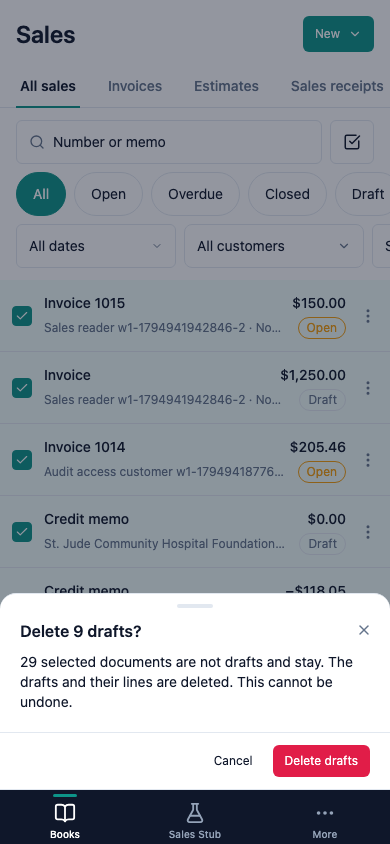 Sales
New
All sales Invoices Estimates Sales receipts
Number or memo
All Open Overdue Closed Draft
All dates All customers S
Invoice 1015 $150.00
Sales reader w1-1794941942846-2 · No... Open
Invoice $1,250.00
Sales reader w1-1794941942846-2 · No... Draft
Invoice 1014 $205.46
Audit access customer w1-17949418776... Open
Credit memo $0.00
St. Jude Community Hospital Foundation... Draft
Credit memo −$118.05
Delete 9 drafts?
29 selected documents are not drafts and stay. The
drafts and their lines are deleted. This cannot be
undone.
Cancel Delete drafts
Books Sales Stub More